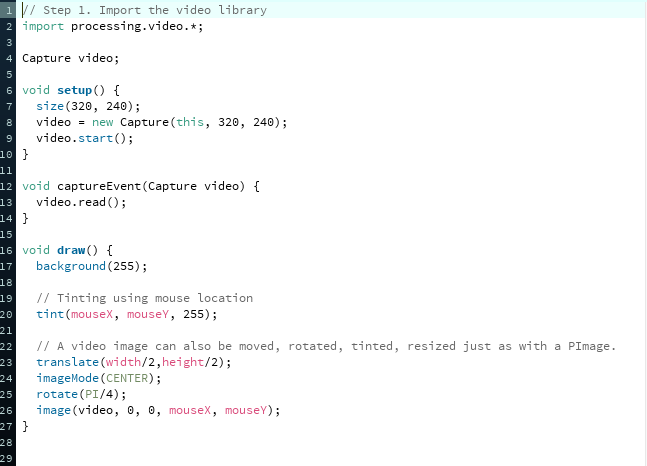 1 // Step 1. Import the video library
2 import processing.video.*;
3
4 Capture video;
5
6 void setup() {
7   size(320, 240);
8   video = new Capture(this, 320, 240);
9   video.start();
10 }
11
12 void captureEvent(Capture video) {
13   video.read();
14 }
15
16 void draw() {
17   background(255);
18
19   // Tinting using mouse location
20   tint(mouseX, mouseY, 255);
21
22   // A video image can also be moved, rotated, tinted, resized just as with a PImage.
23   translate(width/2,height/2);
24   imageMode(CENTER);
25   rotate(PI/4);
26   image(video, 0, 0, mouseX, mouseY);
27 }
28
29